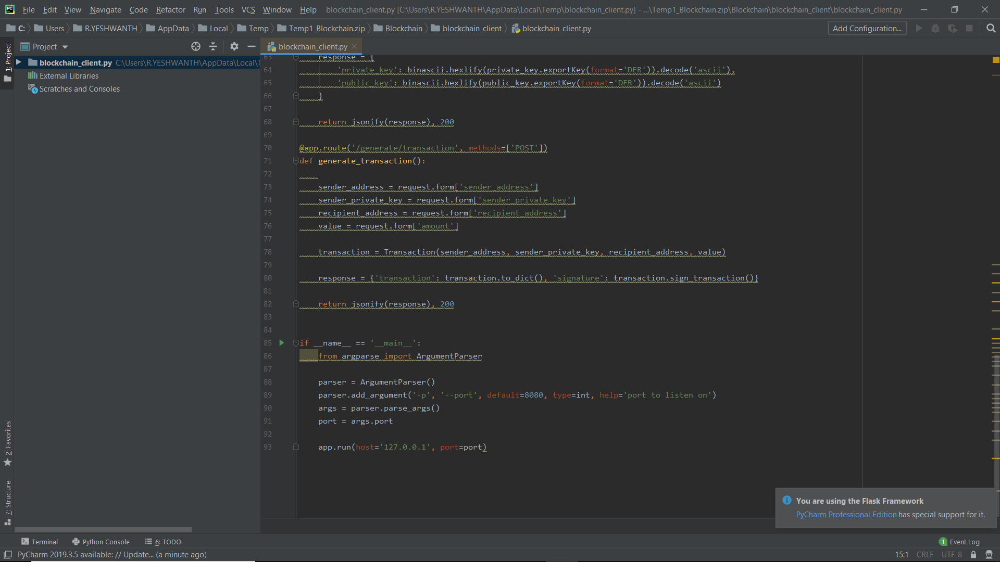 PC File Edit View Navigate Code Refactor Run Tools VCS Window Help blockchain_client.py [C:\Users\R.YESHWANTH\AppData\Local\Temp\blockchain_client.py] - ...\Temp1_Blockchain.zip\Blockchain\blockchain_client\blockchain_client.py
C: Users R.YESHWANTH AppData Local Temp Temp1_Blockchain.zip Blockchain blockchain_client blockchain_client.py Add Configuration...
1: Project
Project
blockchain_client.py
blockchain_client.py C:\Users\R.YESHWANTH\AppData\Local\
External Libraries
Scratches and Consoles
63 response = {
64 'private_key': binascii.hexlify(private_key.exportKey(format='DER')).decode('ascii'),
65 'public_key': binascii.hexlify(public_key.exportKey(format='DER')).decode('ascii')
66 }
67
68 return jsonify(response), 200
69
70 @app.route('/generate/transaction', methods=['POST'])
71 def generate_transaction():
72
73 sender_address = request.form['sender_address']
74 sender_private_key = request.form['sender_private_key']
75 recipient_address = request.form['recipient_address']
76 value = request.form['amount']
77
78 transaction = Transaction(sender_address, sender_private_key, recipient_address, value)
79
80 response = {'transaction': transaction.to_dict(), 'signature': transaction.sign_transaction()}
81
82 return jsonify(response), 200
83
84
85 if __name__ == '__main__':
86 from argparse import ArgumentParser
87
88 parser = ArgumentParser()
89 parser.add_argument('-p', '--port', default=8080, type=int, help='port to listen on')
90 args = parser.parse_args()
91 port = args.port
92
93 app.run(host='127.0.0.1', port=port)
2: Favorites
7: Structure
You are using the Flask Framework
PyCharm Professional Edition has special support for it.
Terminal Python Console 6: TODO 1 Event Log
PyCharm 2019.3.5 available: // Update... (a minute ago) 15:1 CRLF UTF-8